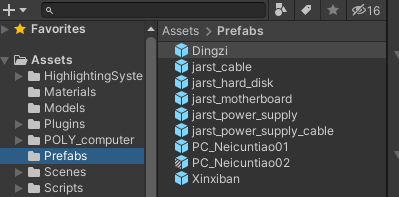 16
Favorites
Assets
HighlightingSyste
Materials
Models
Plugins
POLY_computer
Prefabs
Scenes
Scripts
Assets > Prefabs
Dingzi
jarst_cable
jarst_hard_disk
jarst_motherboard
jarst_power_supply
jarst_power_supply_cable
PC_Neicuntiao01
PC_Neicuntiao02
Xinxiban